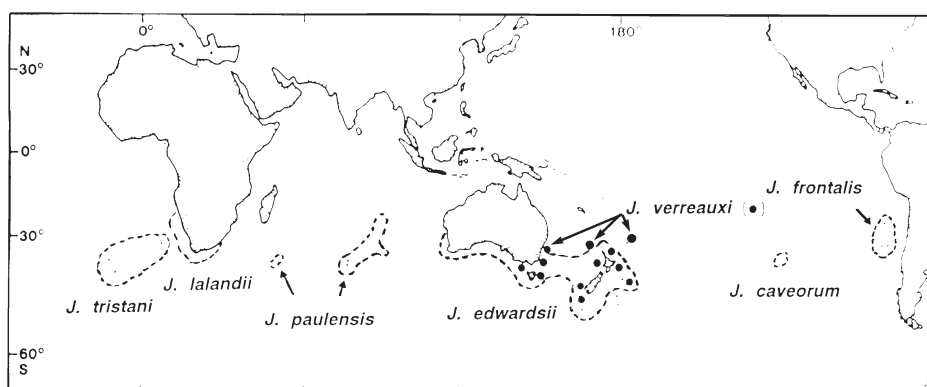 0°
180°
N
30°
0°
J. frontalis
J. verreauxi (•)
30°
J. lalandii
J. tristani
J. paulensis
J. edwardsii
J. caveorum
60°
S